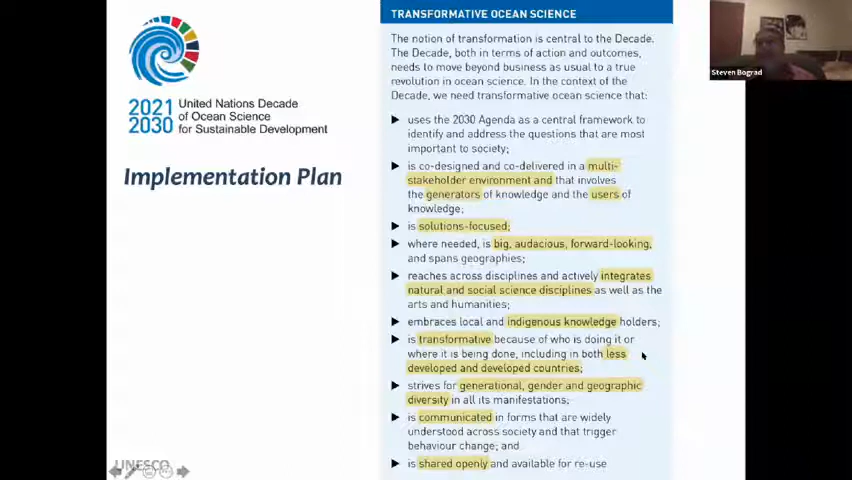 2021
2030
United Nations Decade
of Ocean Science
for Sustainable Development
Implementation Plan
TRANSFORMATIVE OCEAN SCIENCE
The notion of transformation is central to the Decade.
The Decade, both in terms of action and outcomes,
needs to move beyond business as usual to a true
revolution in ocean science. In the context of the
Decade, we need transformative ocean science that:
▶ uses the 2030 Agenda as a central framework to
identify and address the questions that are most
important to society;
▶ is co-designed and co-delivered in a multi-
stakeholder environment and that involves
the generators of knowledge and the users of
knowledge;
▶ is solutions-focused;
▶ where needed, is big, audacious, forward-looking,
and spans geographies;
▶ reaches across disciplines and actively integrates
natural and social science disciplines as well as the
arts and humanities;
▶ embraces local and indigenous knowledge holders;
▶ is transformative because of who is doing it or
where it is being done, including in both less
developed and developed countries;
▶ strives for generational, gender and geographic
diversity in all its manifestations;
▶ is communicated in forms that are widely
understood across society and that trigger
behaviour change; and
▶ is shared openly and available for re-use
UNESCO
Steven Bograd